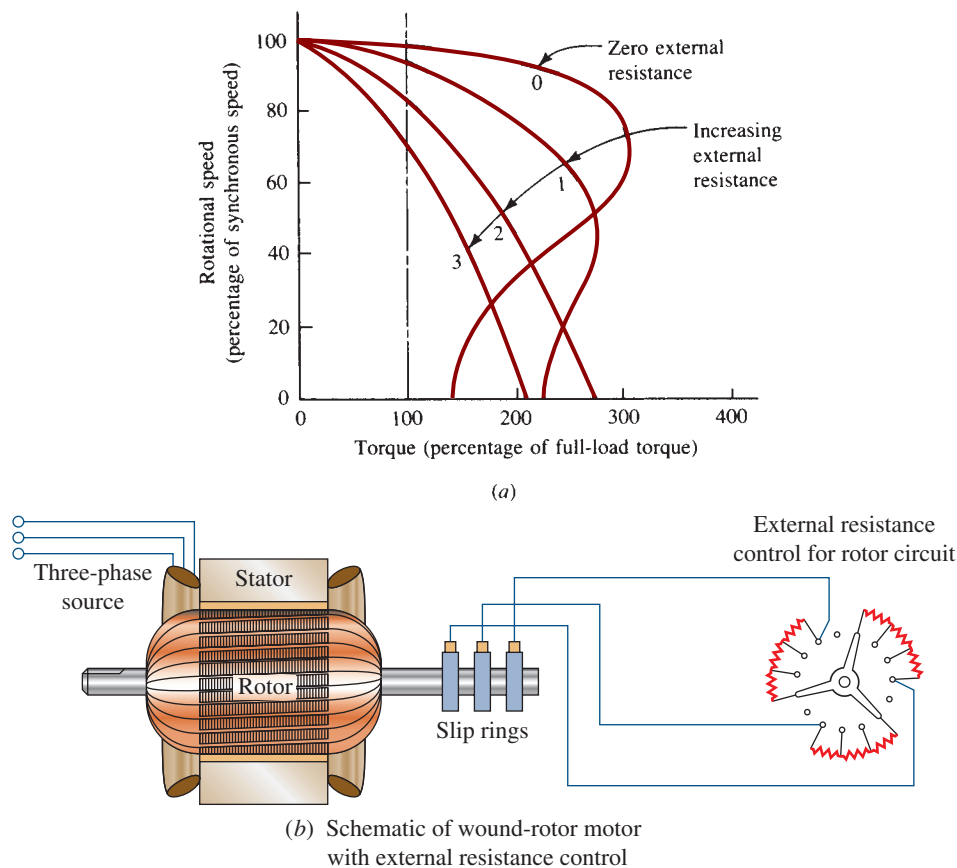 100
80
60
40
20
0
Rotational speed
(percentage of synchronous speed)
Zero external
resistance
0
Increasing
external
resistance
1
2
3
0
100
200
300
400
Torque (percentage of full-load torque)
(a)
Three-phase
source
Stator
Rotor
Slip rings
External resistance
control for rotor circuit
(b) Schematic of wound-rotor motor
with external resistance control